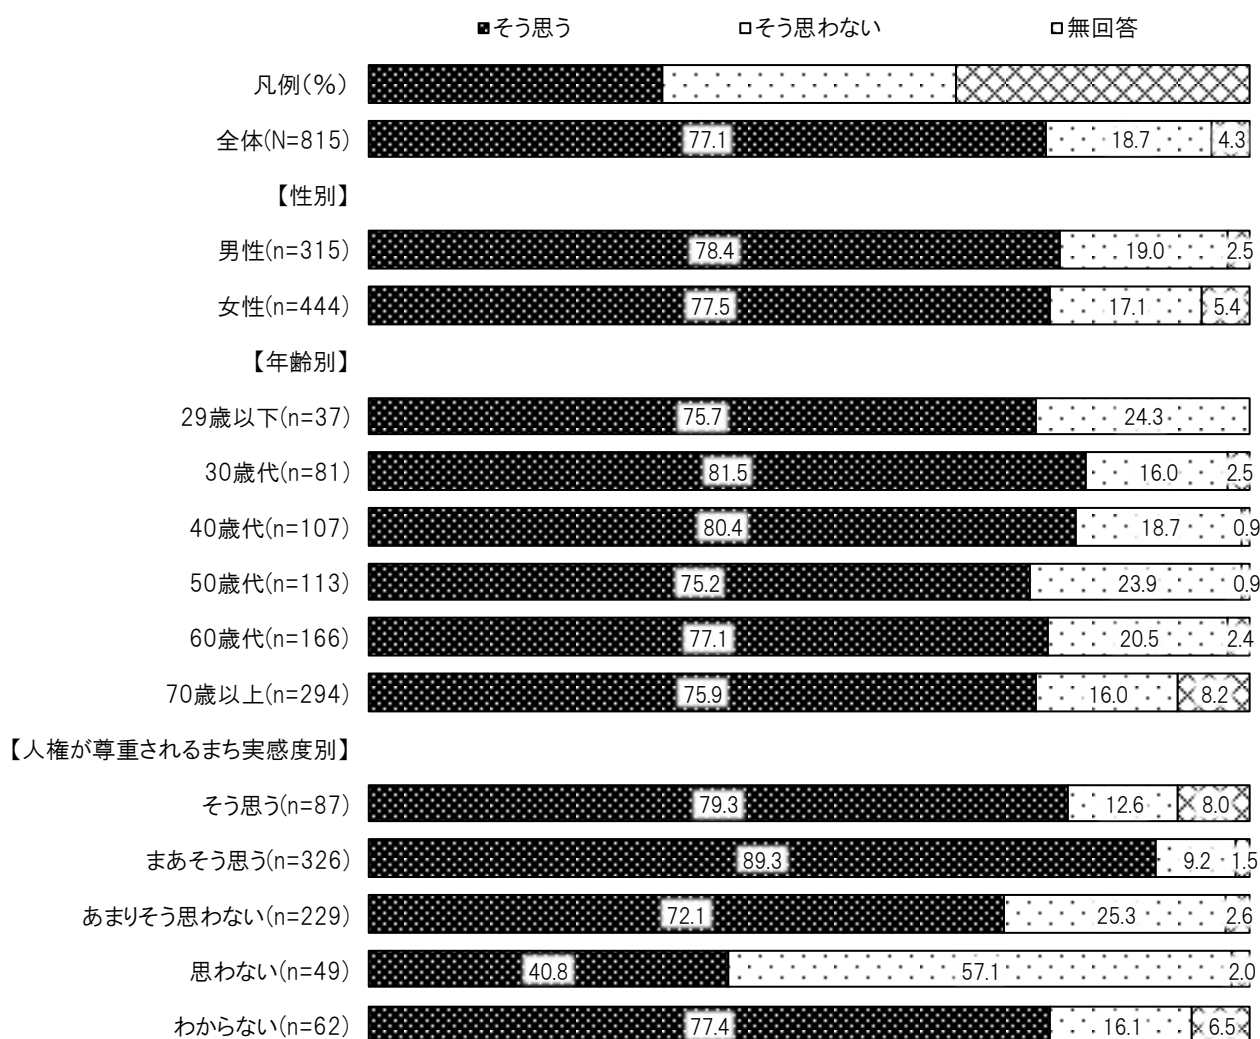 そう思う そう思わない 無回答
凡例(%)
全体(N=815) 77.1 18.7 4.3
【性別】
男性(n=315) 78.4 19.0 2.5
女性(n=444) 77.5 17.1 5.4
【年齢別】
29歳以下(n=37) 75.7 24.3
30歳代(n=81) 81.5 16.0 2.5
40歳代(n=107) 80.4 18.7 0.9
50歳代(n=113) 75.2 23.9 0.9
60歳代(n=166) 77.1 20.5 2.4
70歳以上(n=294) 75.9 16.0 8.2
【人権が尊重されるまち実感度別】
そう思う(n=87) 79.3 12.6 8.0
まあそう思う(n=326) 89.3 9.2 1.5
あまりそう思わない(n=229) 72.1 25.3 2.6
思わない(n=49) 40.8 57.1 2.0
わからない(n=62) 77.4 16.1 6.5